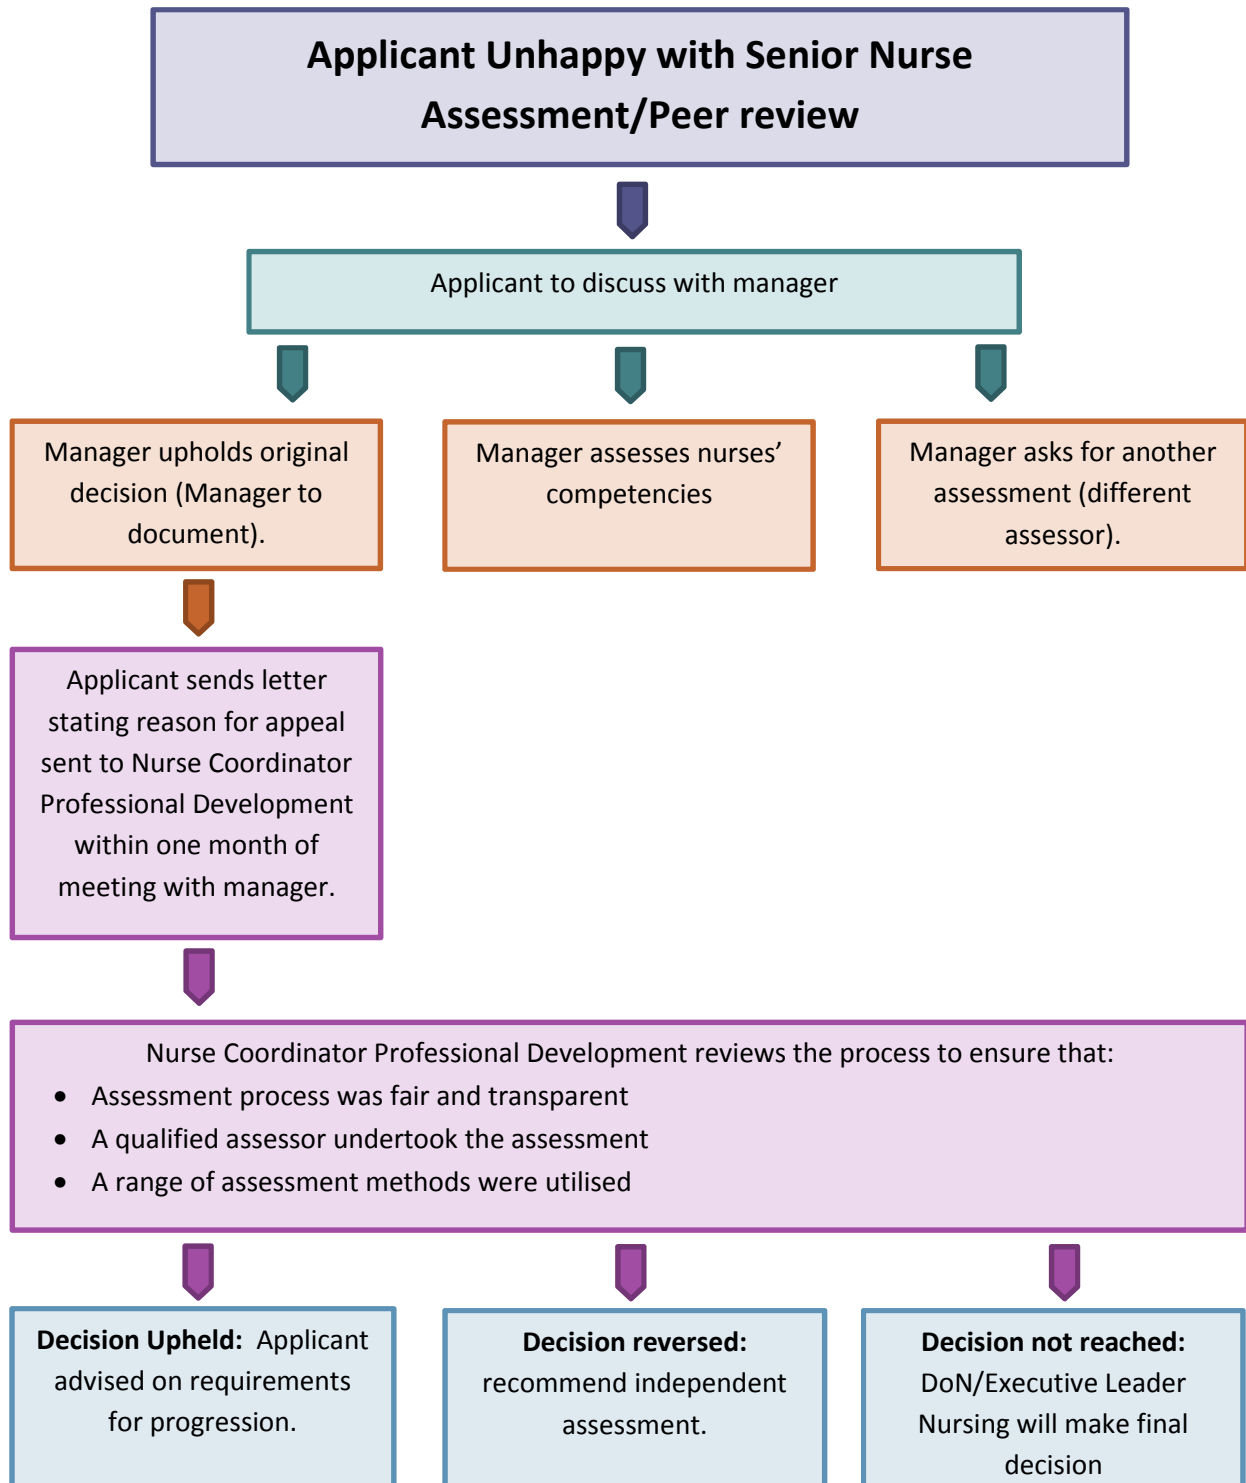 Applicant Unhappy with Senior Nurse
Assessment/Peer review
Applicant to discuss with manager
Manager upholds original
decision (Manager to
document).
Manager assesses nurses’
competencies
Manager asks for another
assessment (different
assessor).
Applicant sends letter
stating reason for appeal
sent to Nurse Coordinator
Professional Development
within one month of
meeting with manager.
Nurse Coordinator Professional Development reviews the process to ensure that:
• Assessment process was fair and transparent
• A qualified assessor undertook the assessment
• A range of assessment methods were utilised
Decision Upheld: Applicant
advised on requirements
for progression.
Decision reversed:
recommend independent
assessment.
Decision not reached:
DoN/Executive Leader
Nursing will make final
decision